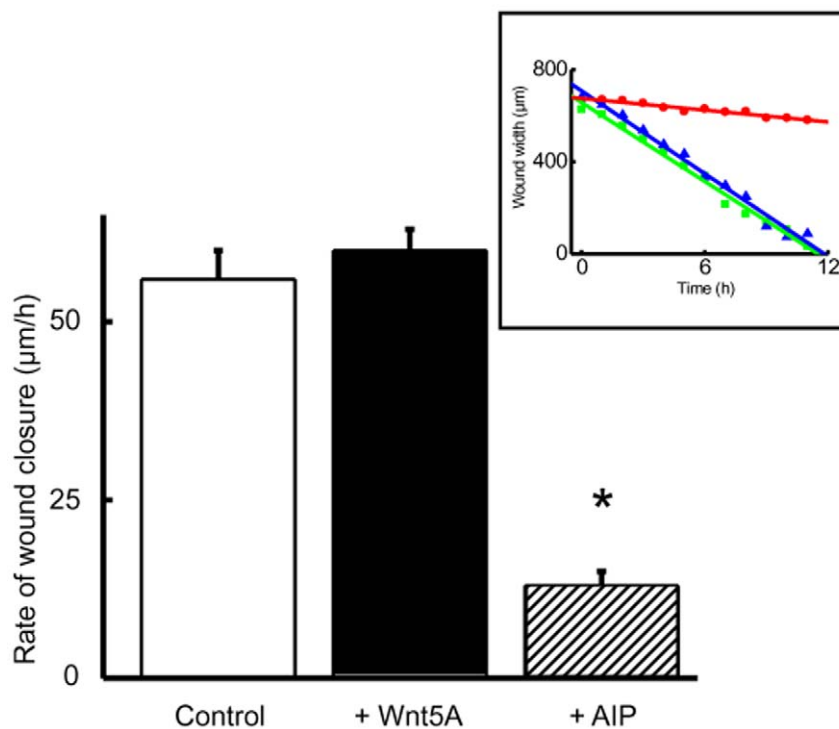 800
400
0
Wound width (μm)
0 6 12
Time (h)
50
25
0
Rate of wound closure (μm/h)
*
Control + Wnt5A + AIP